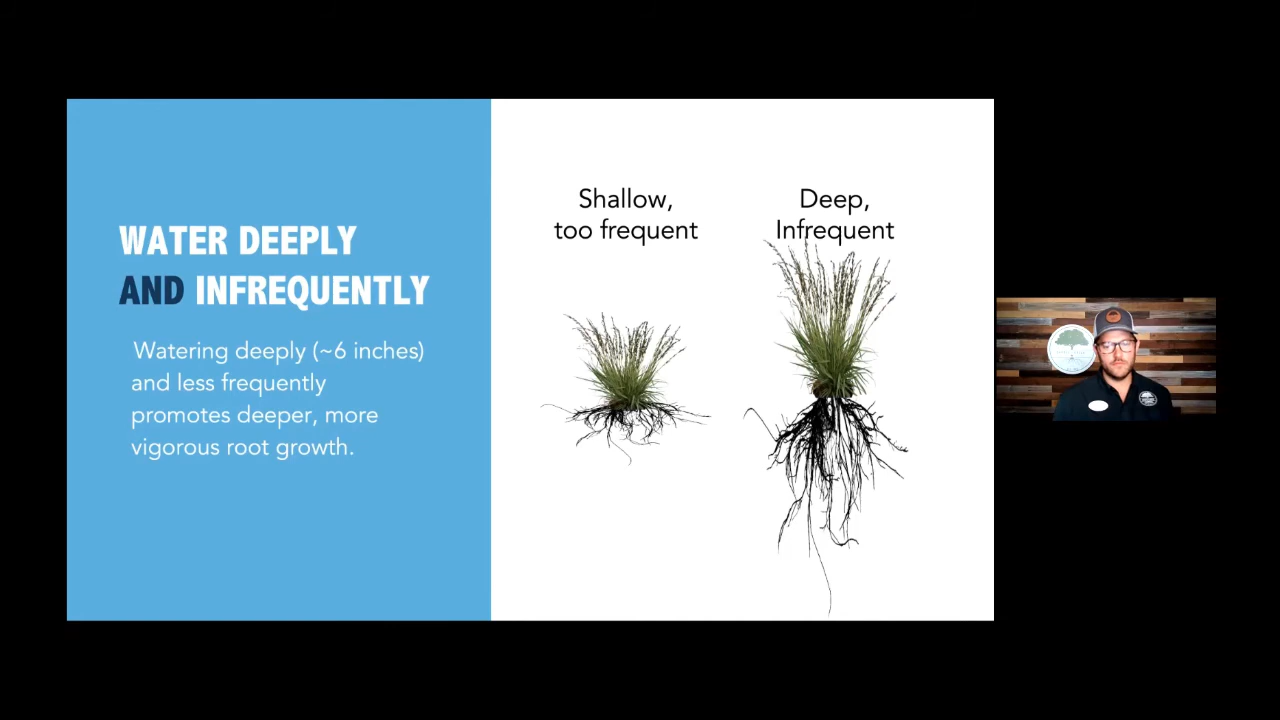 WATER DEEPLY
AND INFREQUENTLY
Watering deeply (~6 inches)
and less frequently
promotes deeper, more
vigorous root growth.
Shallow,
too frequent
Deep,
Infrequent